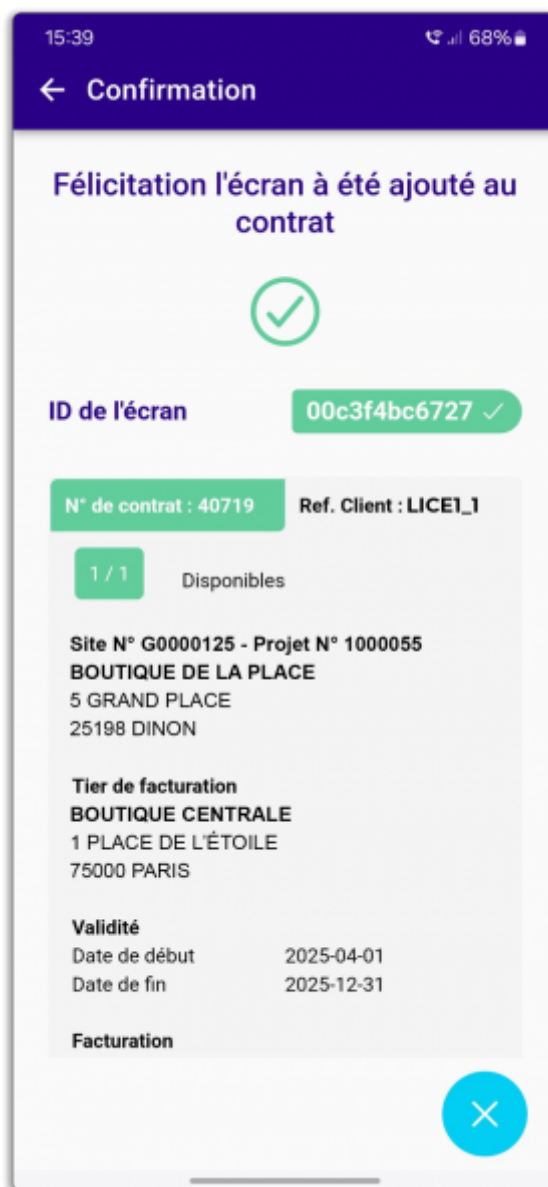 15:39
68%
Confirmation
Félicitation l'écran à été ajouté au
contrat
ID de l'écran
00c3f4bc6727
N° de contrat : 40719
Ref. Client : LICE1_1
1 / 1
Disponibles
Site N° G0000125 - Projet N° 1000055
BOUTIQUE DE LA PLACE
5 GRAND PLACE
25198 DINON
Tier de facturation
BOUTIQUE CENTRALE
1 PLACE DE L'ÉTOILE
75000 PARIS
Validité
Date de début 2025-04-01
Date de fin 2025-12-31
Facturation